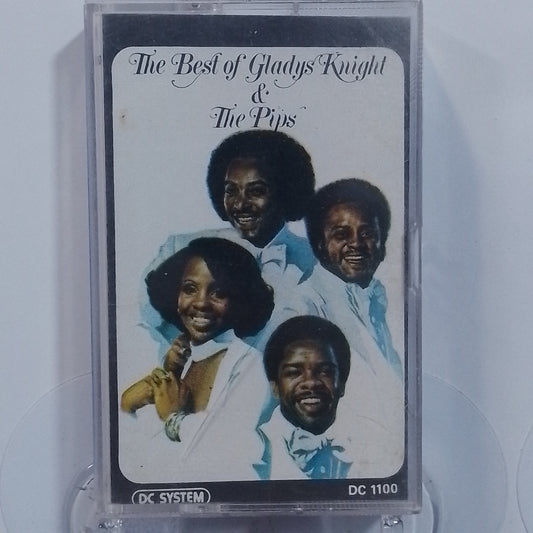 The Best of Gladys Knight
&
The Pips
DC SYSTEM
DC 1100